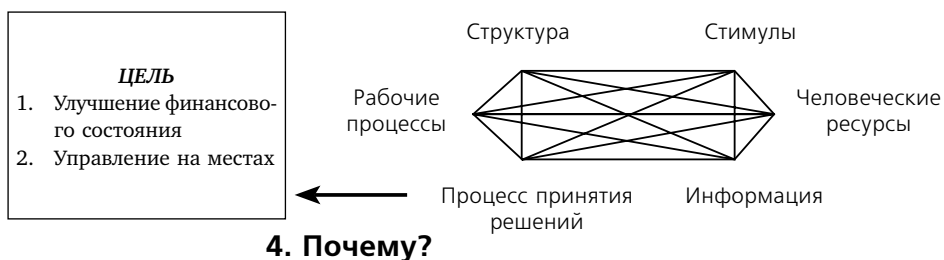 ЦЕЛЬ
1. Улучшение финансово-
го состояния
2. Управление на местах
Структура
Стимулы
Рабочие
процессы
Человеческие
ресурсы
Процесс принятия
решений
Информация
4. Почему?